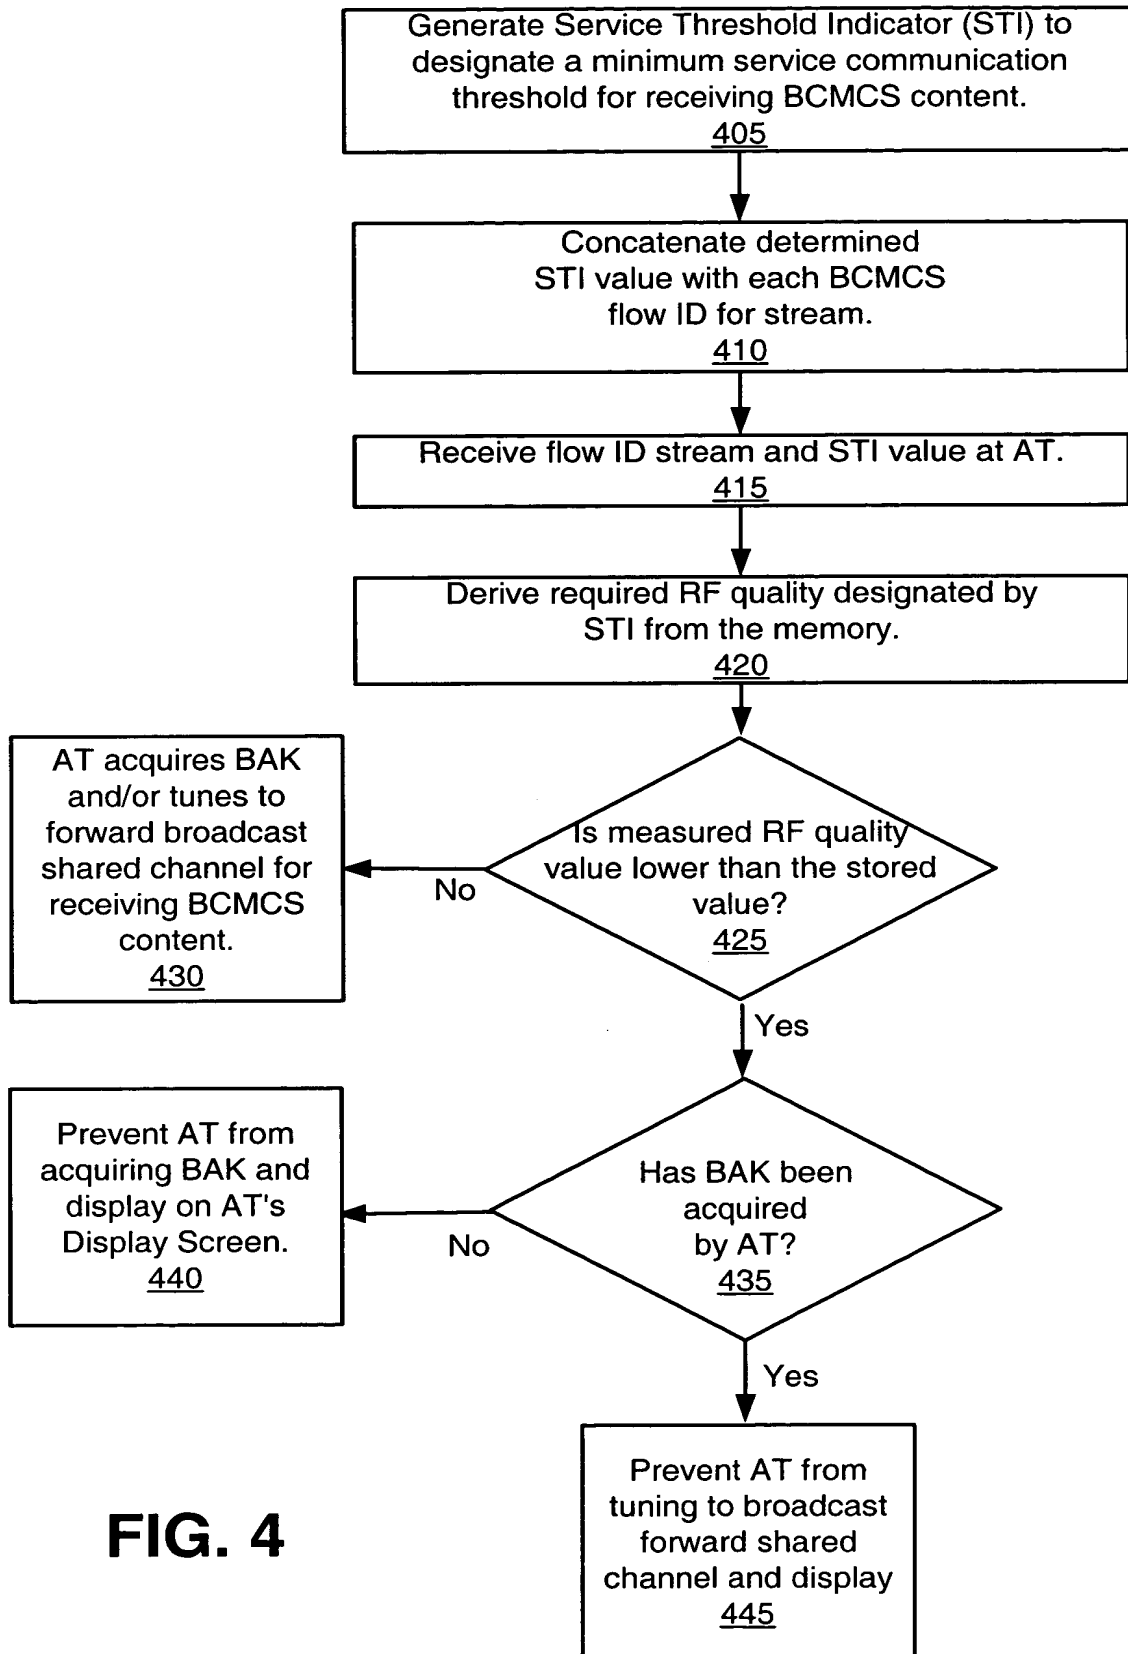 Generate Service Threshold Indicator (STI) to
designate a minimum service communication
threshold for receiving BCMCS content.
405
Concatenate determined
STI value with each BCMCS
flow ID for stream.
410
Receive flow ID stream and STI value at AT.
415
Derive required RF quality designated by
STI from the memory.
420
Is measured RF quality
value lower than the stored
value?
425
No
AT acquires BAK
and/or tunes to
forward broadcast
shared channel for
receiving BCMCS
content.
430
Yes
Has BAK been
acquired
by AT?
435
No
Prevent AT from
acquiring BAK and
display on AT's
Display Screen.
440
Yes
Prevent AT from
tuning to broadcast
forward shared
channel and display
445
FIG. 4